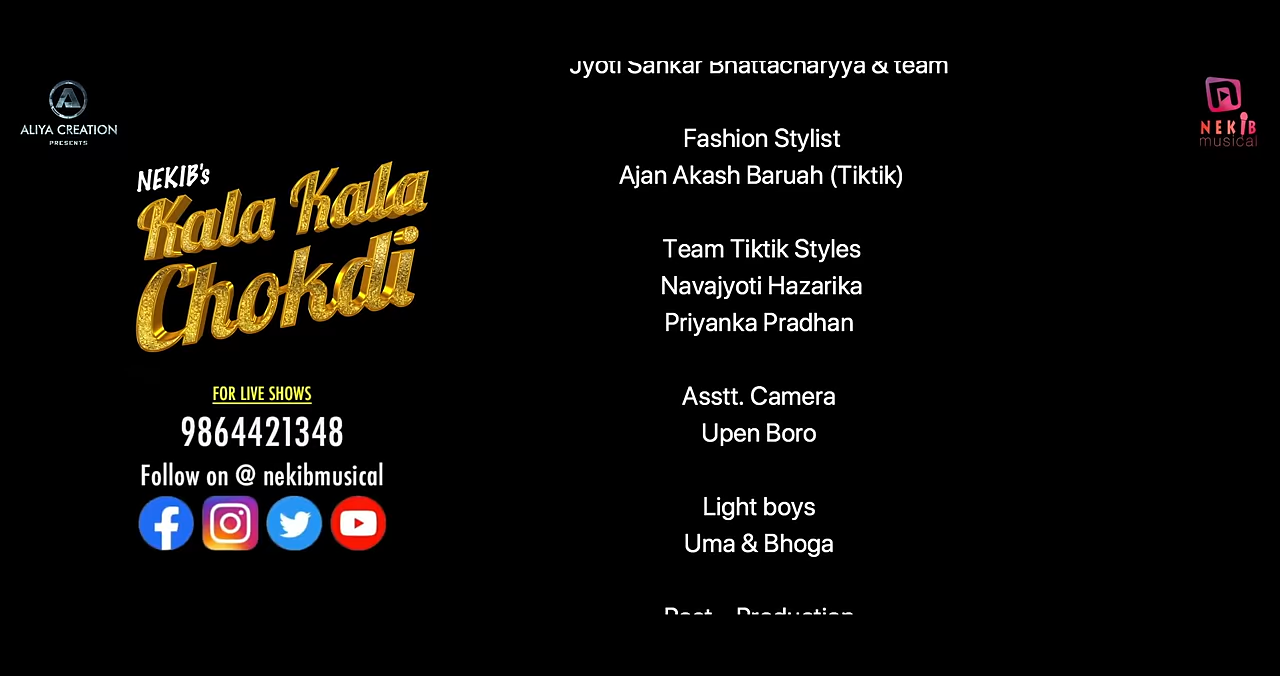 ALIYA CREATION
PRESENTS
NEKIB's
Kala Kala
Chokdi
FOR LIVE SHOWS
9864421348
Follow on @ nekibmusical
Jyoti Sankar Bhattacharyya & team
Fashion Stylist
Ajan Akash Baruah (Tiktik)
Team Tiktik Styles
Navajyoti Hazarika
Priyanka Pradhan
Asstt. Camera
Upen Boro
Light boys
Uma & Bhoga
Post - Production
NEKIB
musical